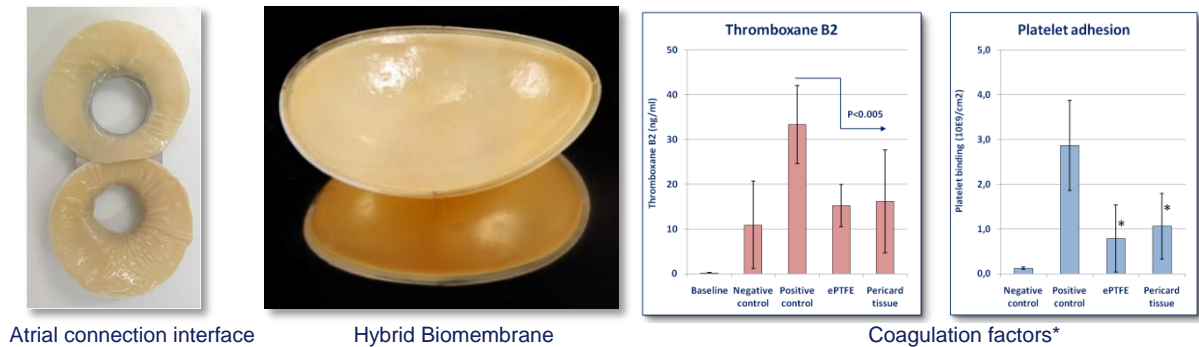 Thromboxane B2
Thromboxane B2 (ng/ml)
50
40
30
20
10
0
P<0.005
Baseline Negative control Positive control ePTFE Pericard tissue
Platelet adhesion
Platelet binding (10E9/cm2)
5,0
4,0
3,0
2,0
1,0
0,0
*
*
Negative control Positive control ePTFE Pericard tissue
Atrial connection interface
Hybrid Biomembrane
Coagulation factors*